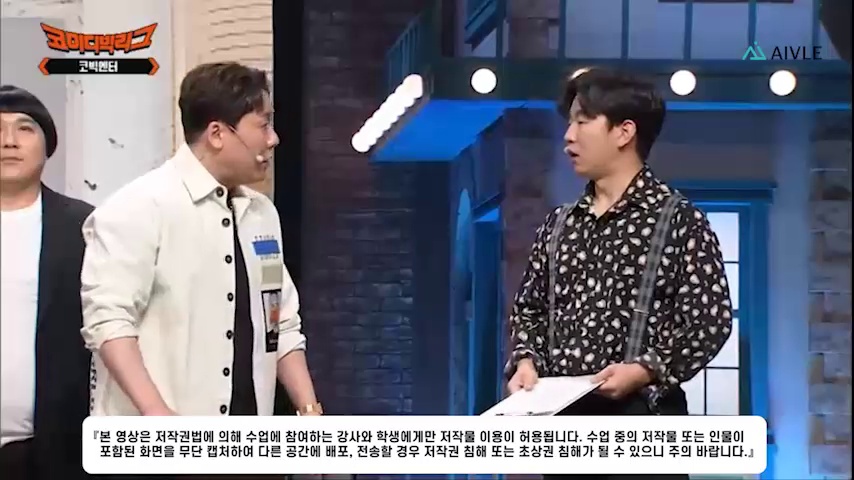 코미디빅리그
코빅엔터
AIVLE
『본 영상은 저작권법에 의해 수업에 참여하는 강사와 학생에게만 저작물 이용이 허용됩니다. 수업 중의 저작물 또는 인물이
포함된 화면을 무단 캡처하여 다른 공간에 배포, 전송할 경우 저작권 침해 또는 초상권 침해가 될 수 있으니 주의 바랍니다.』